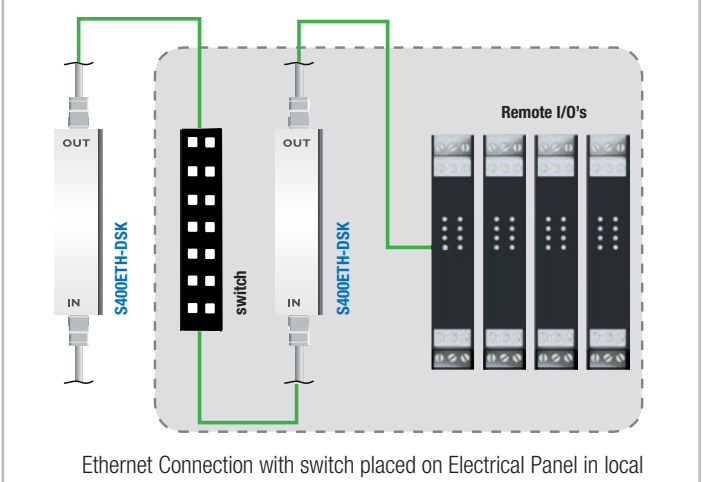 Remote I/O's
OUT
IN
S400ETH-DSK
switch
OUT
IN
S400ETH-DSK
Ethernet Connection with switch placed on Electrical Panel in local